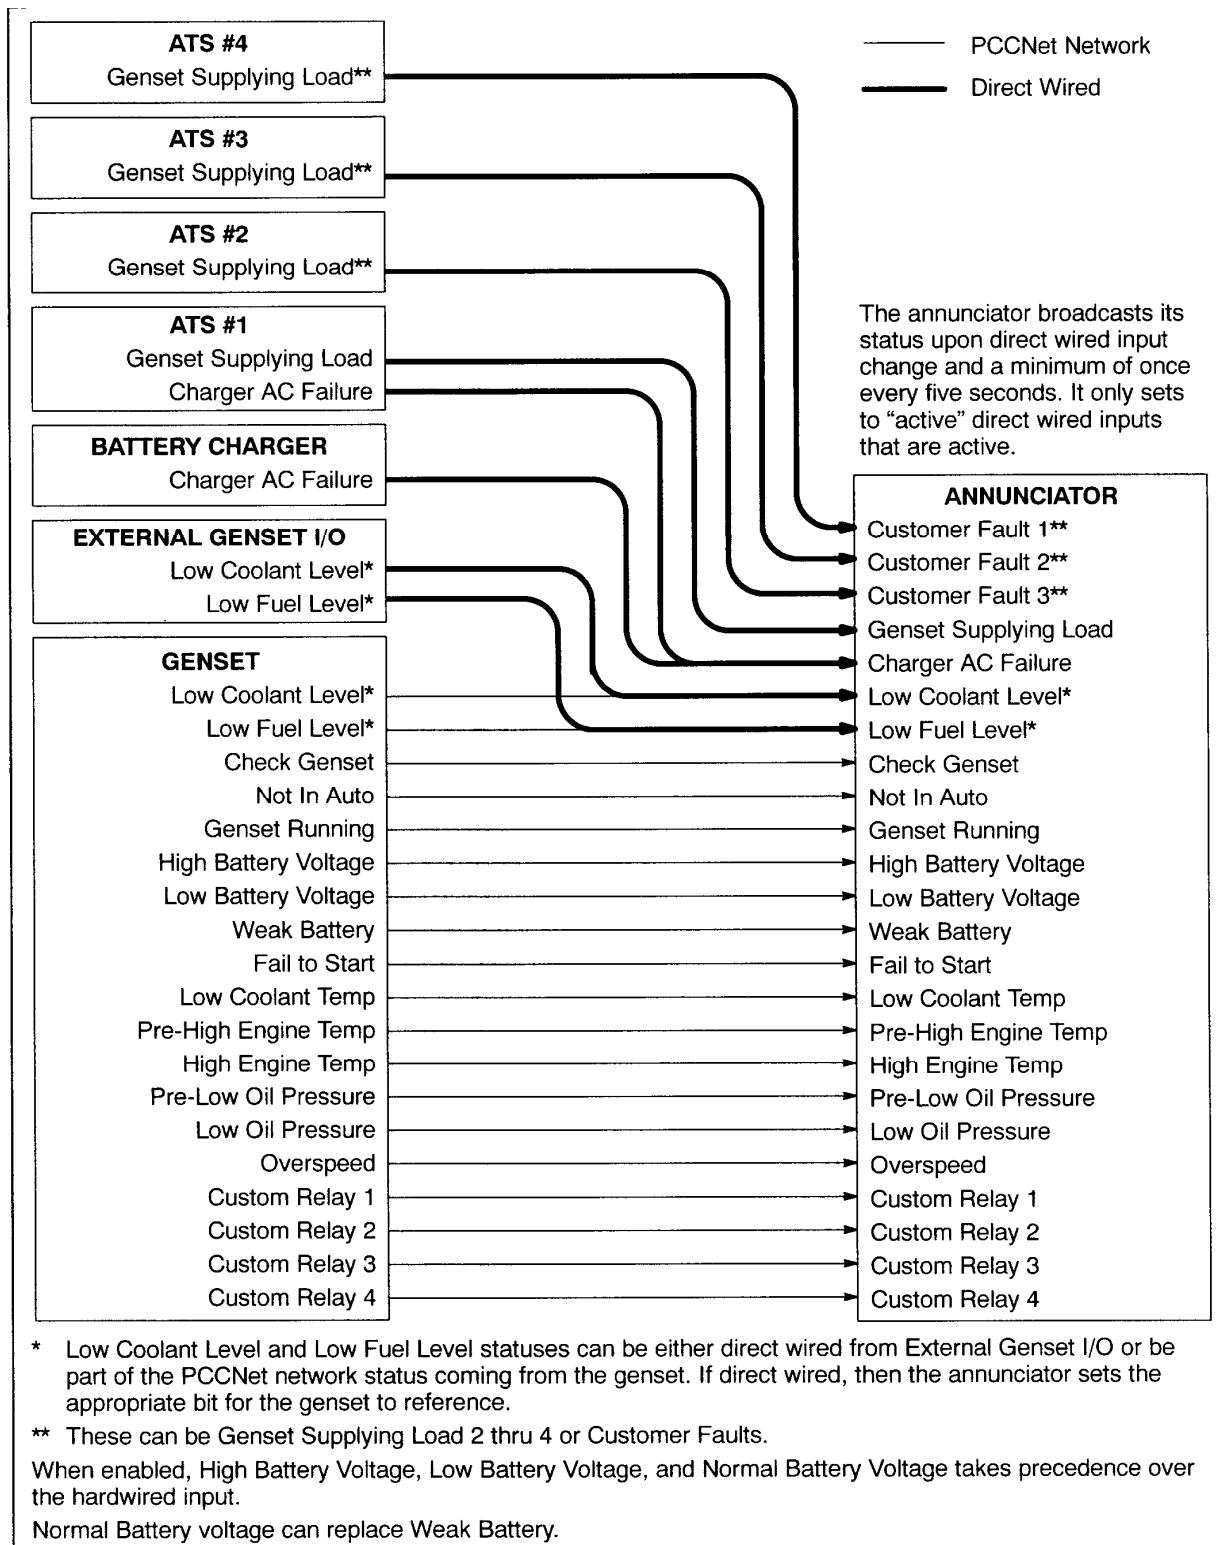 ATS #4
Genset Supplying Load**
PCCNet Network
Direct Wired
ATS #3
Genset Supplying Load**
ATS #2
Genset Supplying Load**
ATS #1
Genset Supplying Load
Charger AC Failure
The annunciator broadcasts its
status upon direct wired input
change and a minimum of once
every five seconds. It only sets
to “active” direct wired inputs
that are active.
BATTERY CHARGER
Charger AC Failure
EXTERNAL GENSET I/O
Low Coolant Level*
Low Fuel Level*
GENSET
Low Coolant Level*
Low Fuel Level*
Check Genset
Not In Auto
Genset Running
High Battery Voltage
Low Battery Voltage
Weak Battery
Fail to Start
Low Coolant Temp
Pre-High Engine Temp
High Engine Temp
Pre-Low Oil Pressure
Low Oil Pressure
Overspeed
Custom Relay 1
Custom Relay 2
Custom Relay 3
Custom Relay 4
ANNUNCIATOR
Customer Fault 1**
Customer Fault 2**
Customer Fault 3**
Genset Supplying Load
Charger AC Failure
Low Coolant Level*
Low Fuel Level*
Check Genset
Not In Auto
Genset Running
High Battery Voltage
Low Battery Voltage
Weak Battery
Fail to Start
Low Coolant Temp
Pre-High Engine Temp
High Engine Temp
Pre-Low Oil Pressure
Low Oil Pressure
Overspeed
Custom Relay 1
Custom Relay 2
Custom Relay 3
Custom Relay 4
* Low Coolant Level and Low Fuel Level statuses can be either direct wired from External Genset I/O or be
part of the PCCNet network status coming from the genset. If direct wired, then the annunciator sets the
appropriate bit for the genset to reference.
** These can be Genset Supplying Load 2 thru 4 or Customer Faults.
When enabled, High Battery Voltage, Low Battery Voltage, and Normal Battery Voltage takes precedence over
the hardwired input.
Normal Battery voltage can replace Weak Battery.